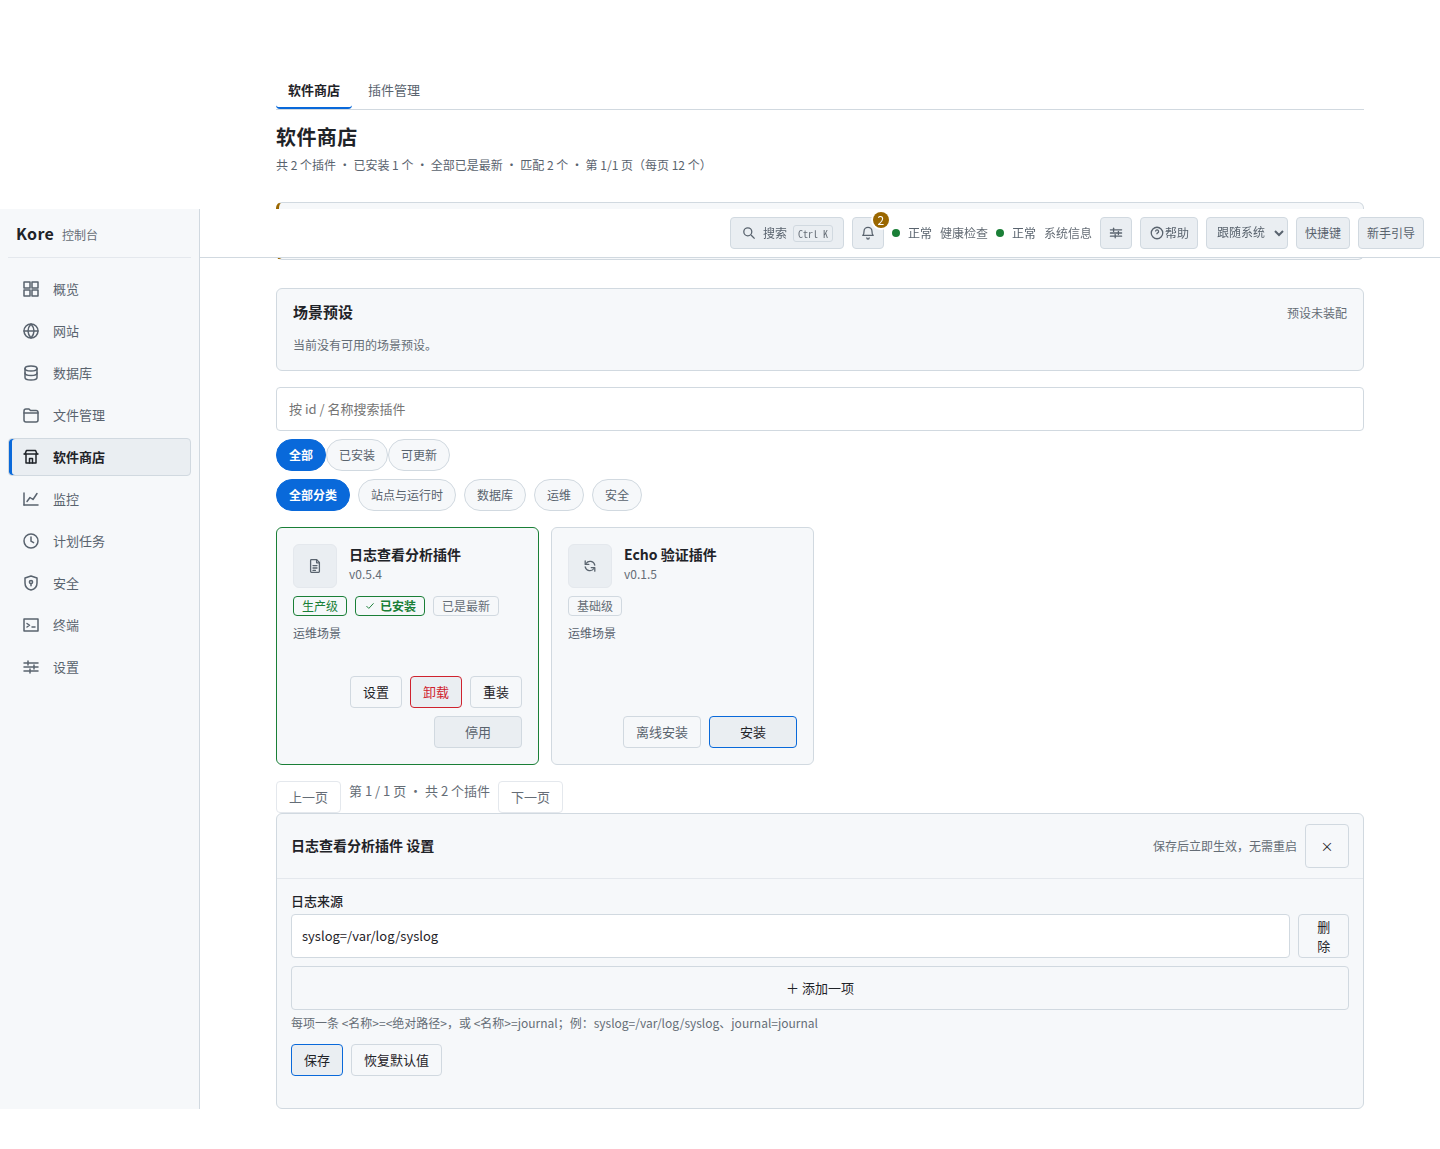 软件商店 插件管理
软件商店
共 2 个插件 · 已安装 1 个 · 全部已是最新 · 匹配 2 个 · 第 1/1 页（每页 12 个）
Kore 控制台
搜索 Ctrl K 2 正常 健康检查 正常 系统信息 帮助 跟随系统 快捷键 新手引导
概览
网站
数据库
文件管理
软件商店
监控
计划任务
安全
终端
设置
场景预设 预设未装配
当前没有可用的场景预设。
按 id / 名称搜索插件
全部 已安装 可更新
全部分类 站点与运行时 数据库 运维 安全
日志查看分析插件
v0.5.4
生产级 已安装 已是最新
运维场景
设置 卸载 重装
停用
Echo 验证插件
v0.1.5
基础级
运维场景
离线安装 安装
上一页 第 1 / 1 页 · 共 2 个插件 下一页
日志查看分析插件 设置 保存后立即生效，无需重启
日志来源
syslog=/var/log/syslog
删除
＋ 添加一项
每项一条 <名称>=<绝对路径>，或 <名称>=journal；例：syslog=/var/log/syslog、journal=journal
保存 恢复默认值